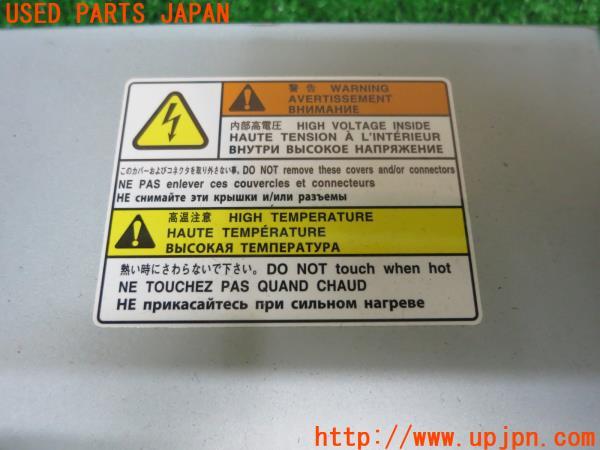 USED PARTS JAPAN
警告 WARNING
AVERTISSEMENT
ВНИМАНИЕ
内部高電圧 HIGH VOLTAGE INSIDE
HAUTE TENSION À L'INTÉRIEUR
ВНУТРИ ВЫСОКОЕ НАПРЯЖЕНИЕ
このカバーおよびコネクタを取り外さない事。DO NOT remove these covers and/or connectors
NE PAS enlever ces couvercles et connecteurs
НЕ снимайте эти крышки и/или разъемы
高温注意 HIGH TEMPERATURE
HAUTE TEMPÉRATURE
ВЫСОКАЯ ТЕМПЕРАТУРА
熱い時にさわらないで下さい。DO NOT touch when hot
NE TOUCHEZ PAS QUAND CHAUD
НЕ прикасайтесь при сильном нагреве
http://www.upjpn.com/